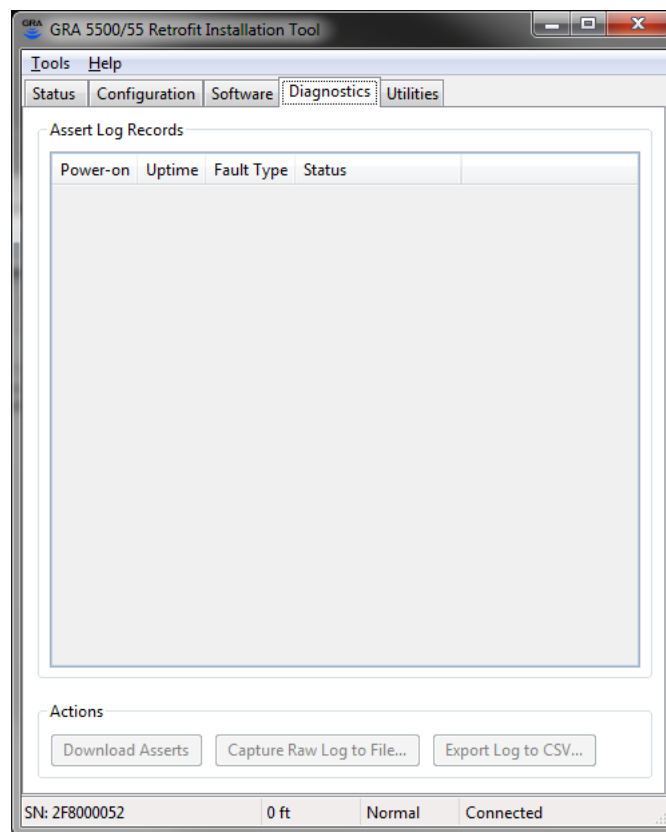 GRA GRA 5500/55 Retrofit Installation Tool
Tools Help
Status Configuration Software Diagnostics Utilities
Assert Log Records
Power-on Uptime Fault Type Status
Actions
Download Asserts Capture Raw Log to File... Export Log to CSV...
SN: 2F8000052 0 ft Normal Connected